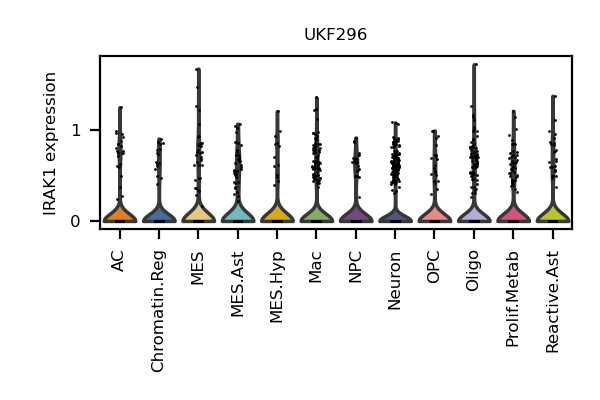 UKF296
IRAK1 expression
1
0
AC
Chromatin.Reg
MES
MES.Ast
MES.Hyp
Mac
NPC
Neuron
OPC
Oligo
Prolif.Metab
Reactive.Ast